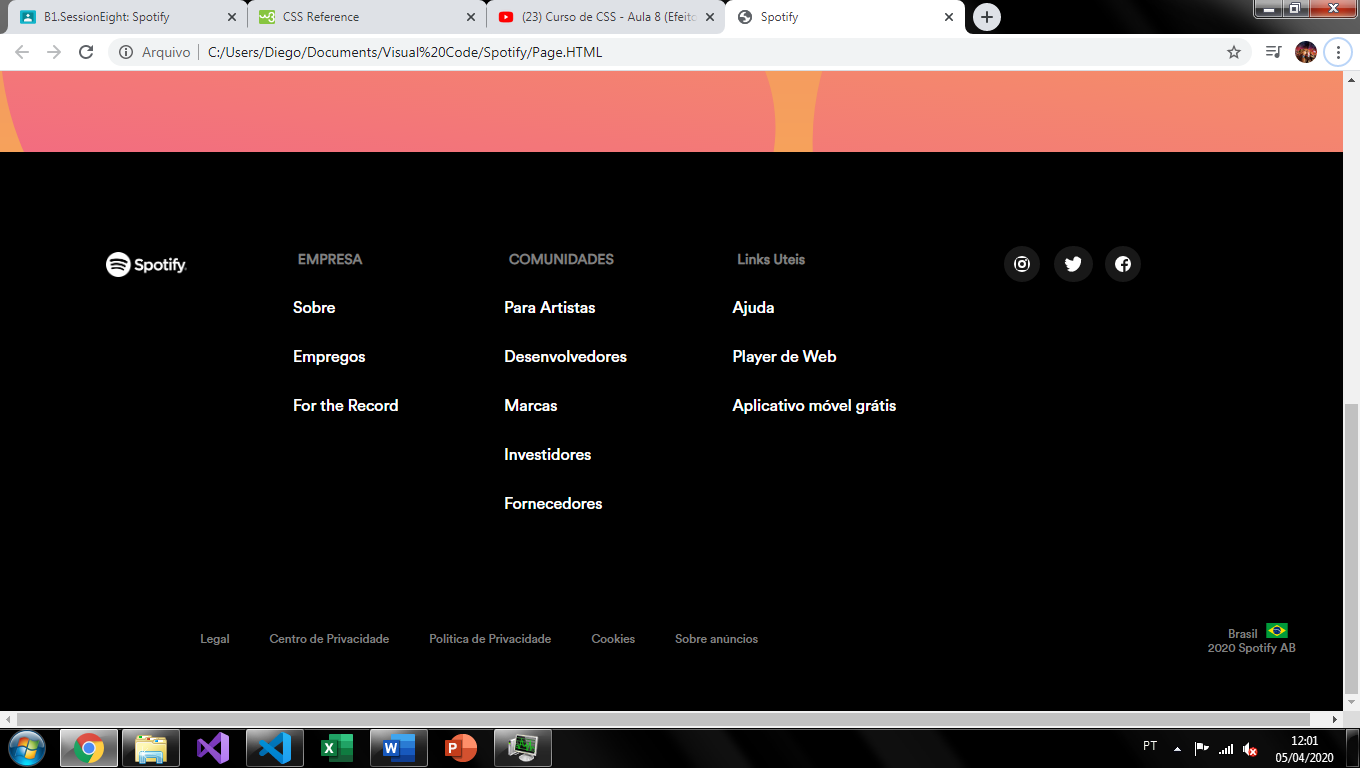 B1.SessionEight: Spotify
CSS Reference
(23) Curso de CSS - Aula 8 (Efeito
Spotify
Arquivo
C:/Users/Diego/Documents/Visual%20Code/Spotify/Page.HTML
Spotify
EMPRESA
COMUNIDADES
Links Uteis
Sobre
Para Artistas
Ajuda
Empregos
Desenvolvedores
Player de Web
For the Record
Marcas
Aplicativo móvel grátis
Investidores
Fornecedores
Legal
Centro de Privacidade
Política de Privacidade
Cookies
Sobre anúncios
Brasil
2020 Spotify AB
PT
12:01
05/04/2020